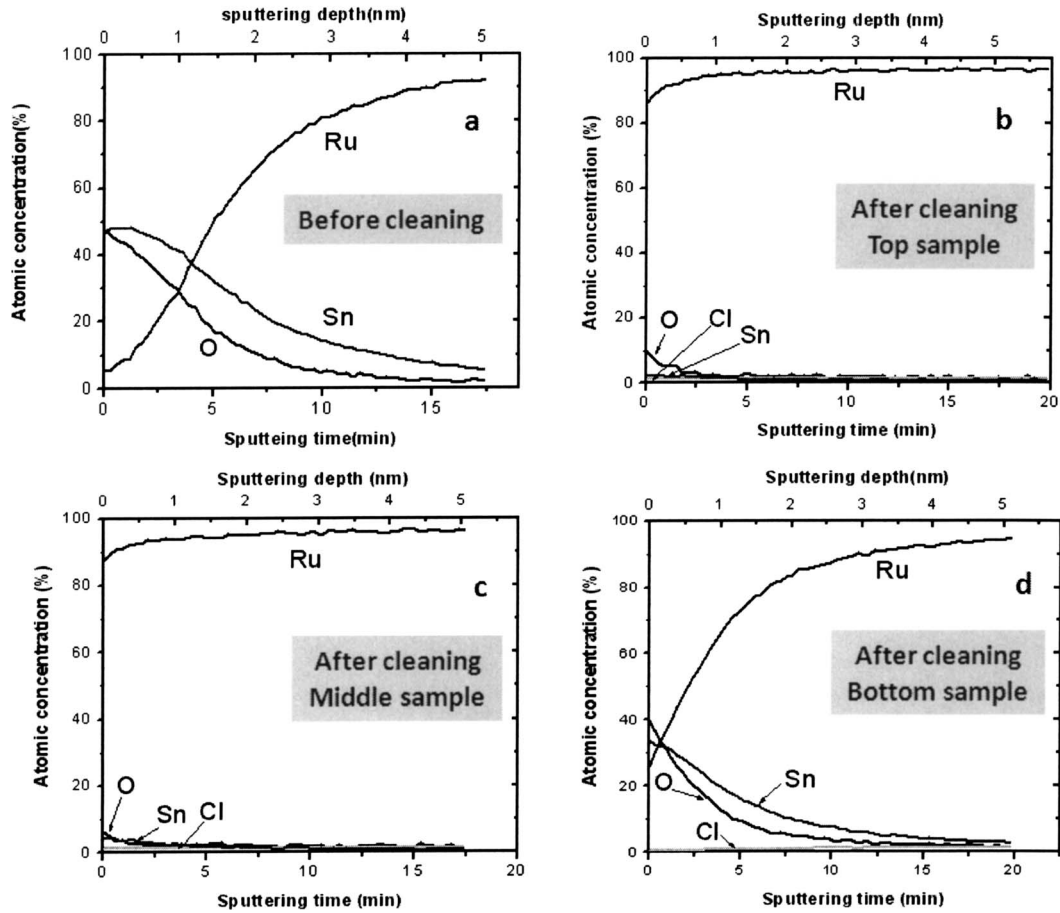 sputtering depth(nm)
0 1 2 3 4 5
100
80
60
40
20
0
Atomic concentration(%)
Ru
a
Before cleaning
Sn
O
0 5 10 15
Sputteing time(min)
sputtering depth (nm)
0 1 2 3 4 5
100
80
60
40
20
0
Atomic concentration (%)
Ru
b
After cleaning
Top sample
O
Cl
Sn
0 5 10 15 20
Sputtering time (min)
Sputtering depth (nm)
0 1 2 3 4 5
100
80
60
40
20
0
Atomic concentration (%)
Ru
c
After cleaning
Middle sample
O
Sn
Cl
0 5 10 15 20
Sputtering time (min)
Sputtering depth(nm)
0 1 2 3 4 5
100
80
60
40
20
0
Atomic concentration (%)
Ru
d
After cleaning
Bottom sample
Sn
O
Cl
0 5 10 15 20
Sputtering time (min)